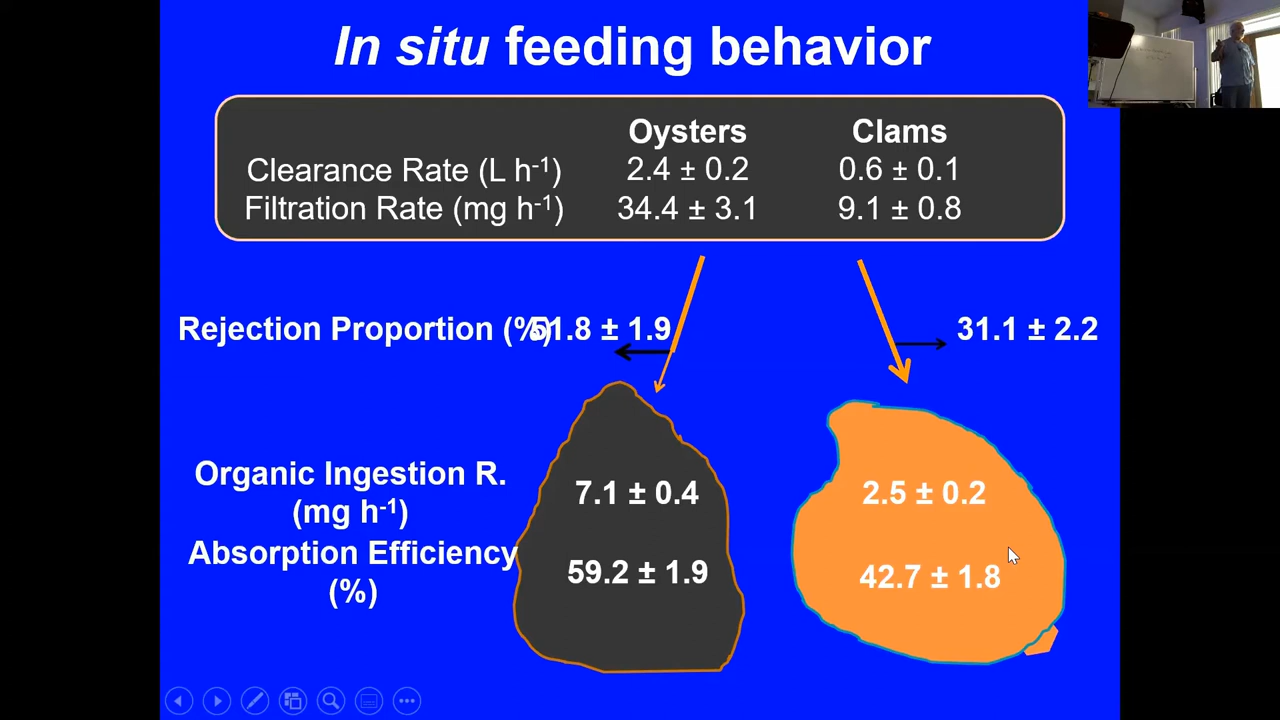 In situ feeding behavior
Oysters Clams
Clearance Rate (L h-1) 2.4 ± 0.2 0.6 ± 0.1
Filtration Rate (mg h-1) 34.4 ± 3.1 9.1 ± 0.8
Rejection Proportion (%) 51.8 ± 1.9 31.1 ± 2.2
Organic Ingestion R. 7.1 ± 0.4 2.5 ± 0.2
(mg h-1)
Absorption Efficiency 59.2 ± 1.9 42.7 ± 1.8
(%)